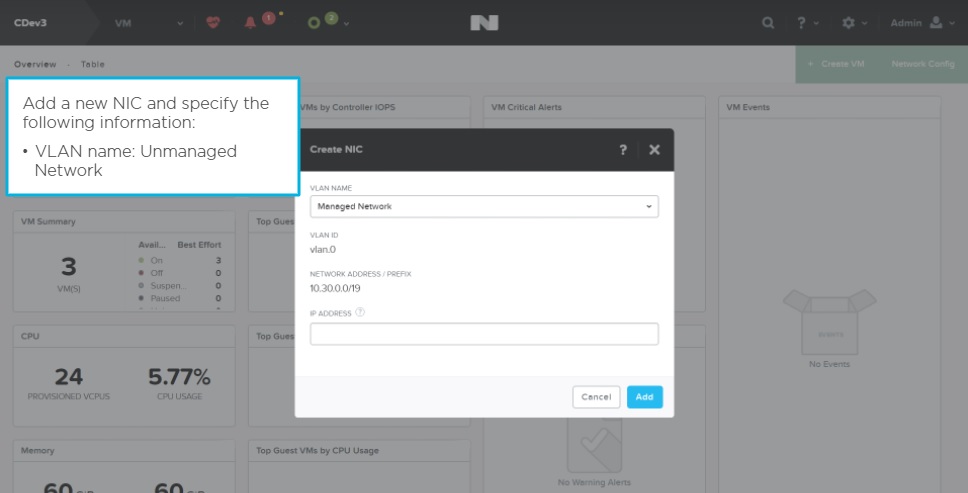 CDev3
VM
1
2
?
Admin
Overview · Table
+ Create VM
Network Config
Add a new NIC and specify the
following information:
• VLAN name: Unmanaged
Network
VMs by Controller IOPS
VM Critical Alerts
VM Events
Create NIC
?
VLAN NAME
Managed Network
VLAN ID
vlan.0
NETWORK ADDRESS / PREFIX
10.30.0.0/19
IP ADDRESS ?
Cancel
Add
VM Summary
3
VM(S)
Avail... Best Effort
On 3
Off 0
Suspen... 0
Paused 0
Top Gues
CPU
24
PROVISIONED VCPUS
5.77%
CPU USAGE
Top Gues
Memory
60
60
Top Guest VMs by CPU Usage
No Warning Alerts
No Events